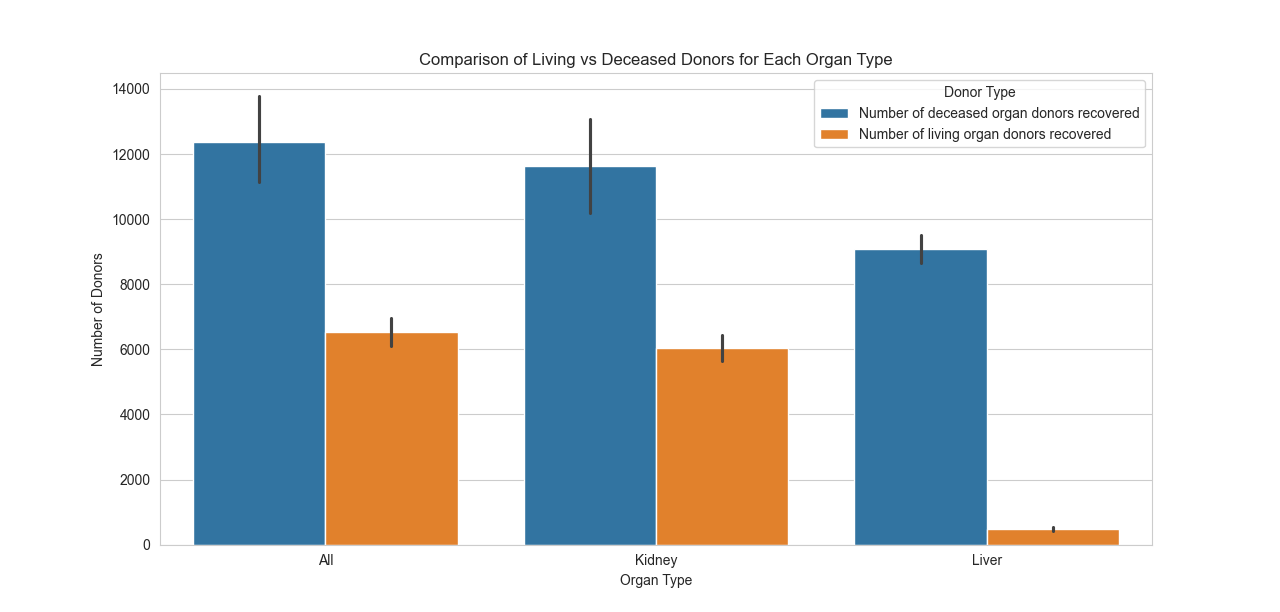 Comparison of Living vs Deceased Donors for Each Organ Type
Donor Type
Number of deceased organ donors recovered
Number of living organ donors recovered
Number of Donors
14000
12000
10000
8000
6000
4000
2000
0
All
Kidney
Liver
Organ Type